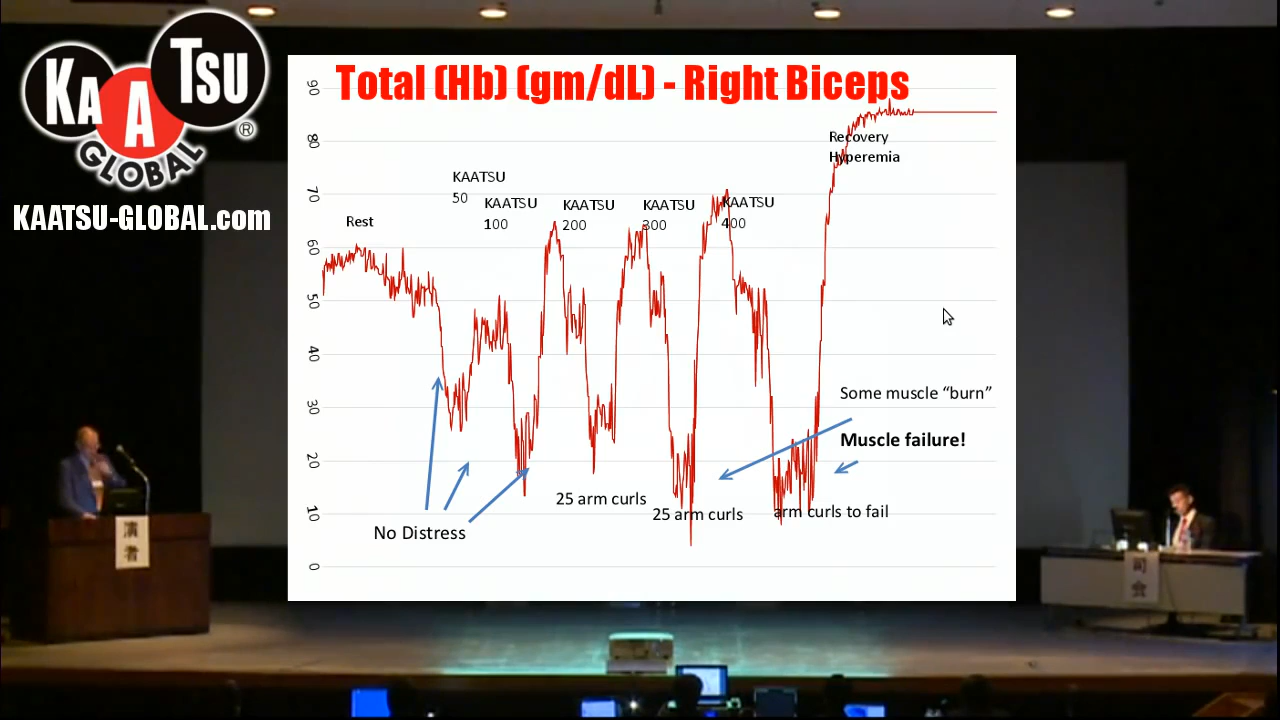 KAATSU
GLOBAL
®
KAATSU-GLOBAL.com
Total (Hb) (gm/dL) - Right Biceps
90
80
70
60
50
40
30
20
10
0
Rest
KAATSU
50
KAATSU
100
KAATSU
200
KAATSU
300
KAATSU
400
Recovery
Hyperemia
Some muscle “burn”
Muscle failure!
No Distress
25 arm curls
25 arm curls
arm curls to fail
演
者
司
会